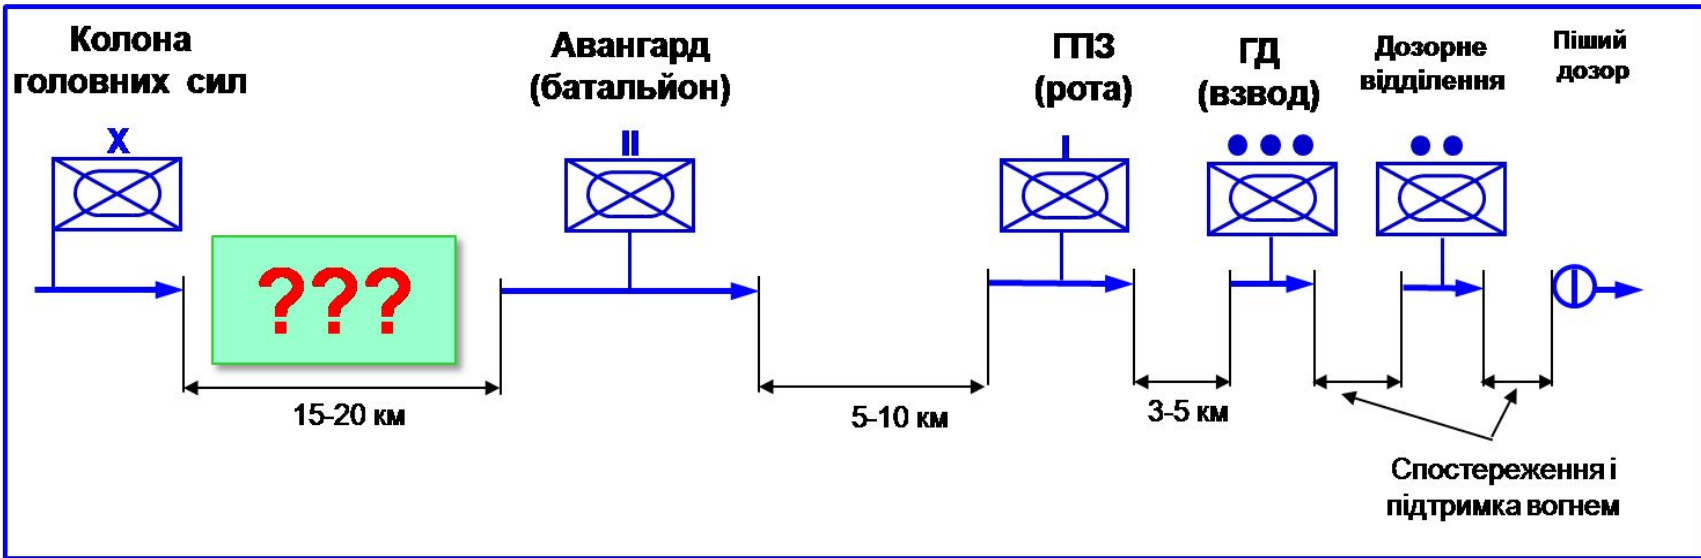 Колона
головних сил
Авангард
(батальйон)
ГПЗ
(рота)
ГД
(взвод)
Дозорне
відділення
Піший
дозор
X
II
I
???
15-20 км
5-10 км
3-5 км
Спостереження і
підтримка вогнем